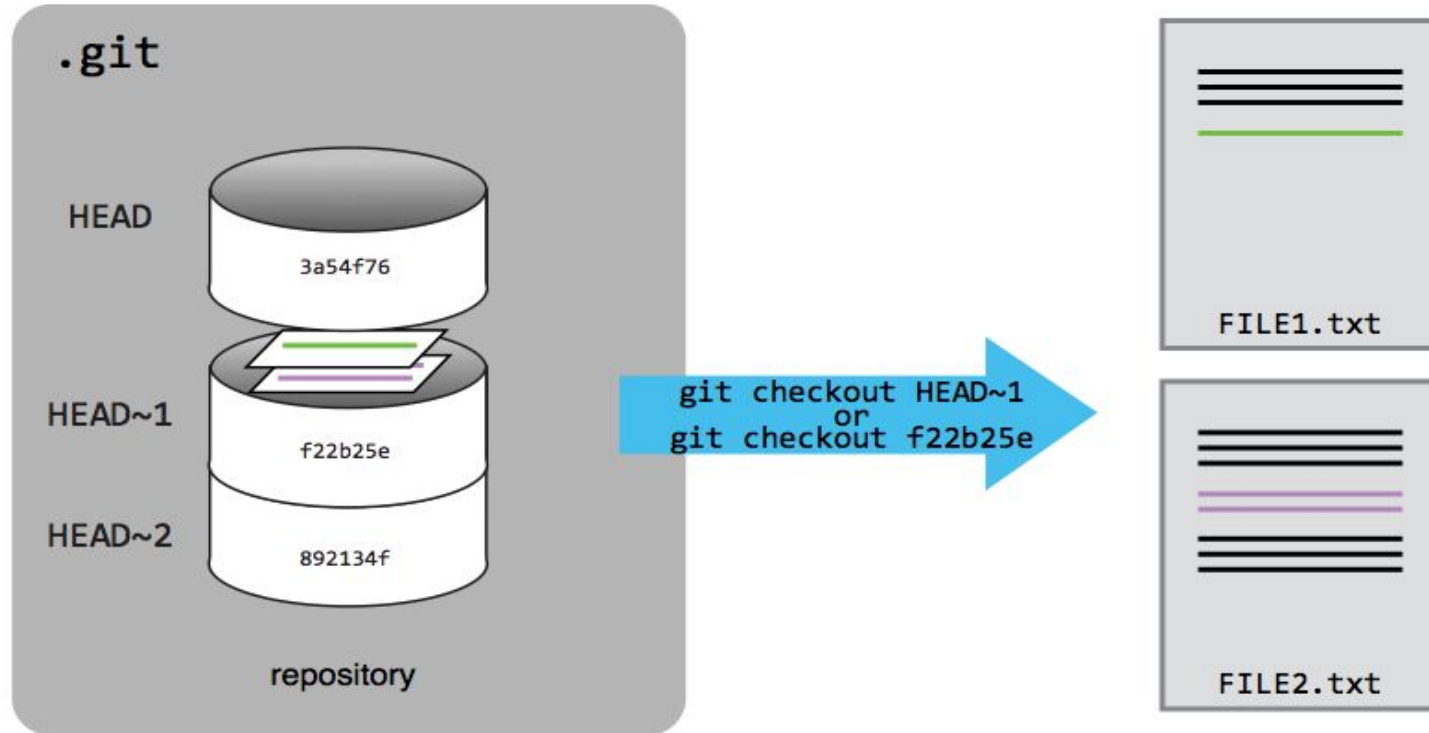 .git
HEAD
3a54f76
HEAD~1
f22b25e
HEAD~2
892134f
repository
git checkout HEAD~1
or
git checkout f22b25e
FILE1.txt
FILE2.txt